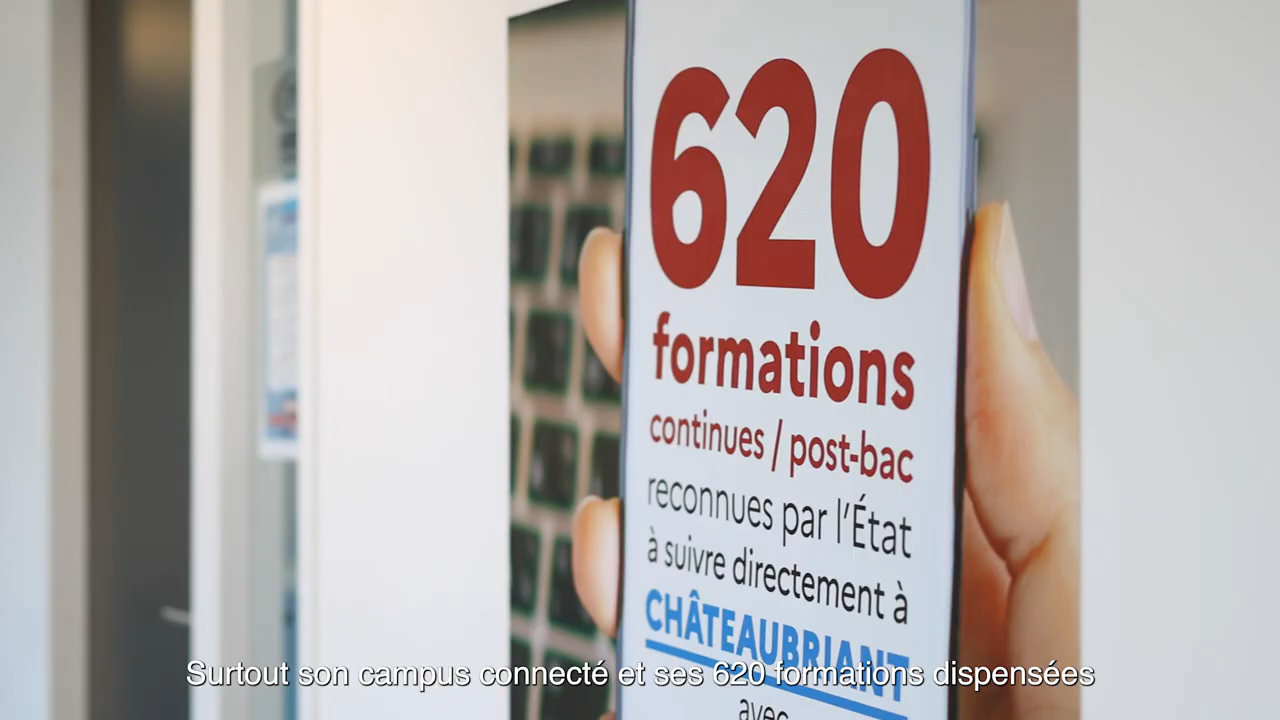 620
formations
continues / post-bac
reconnues par l'État
à suivre directement à
CHÂTEAUBRIANT
avec
Surtout son campus connecté et ses 620 formations dispensées